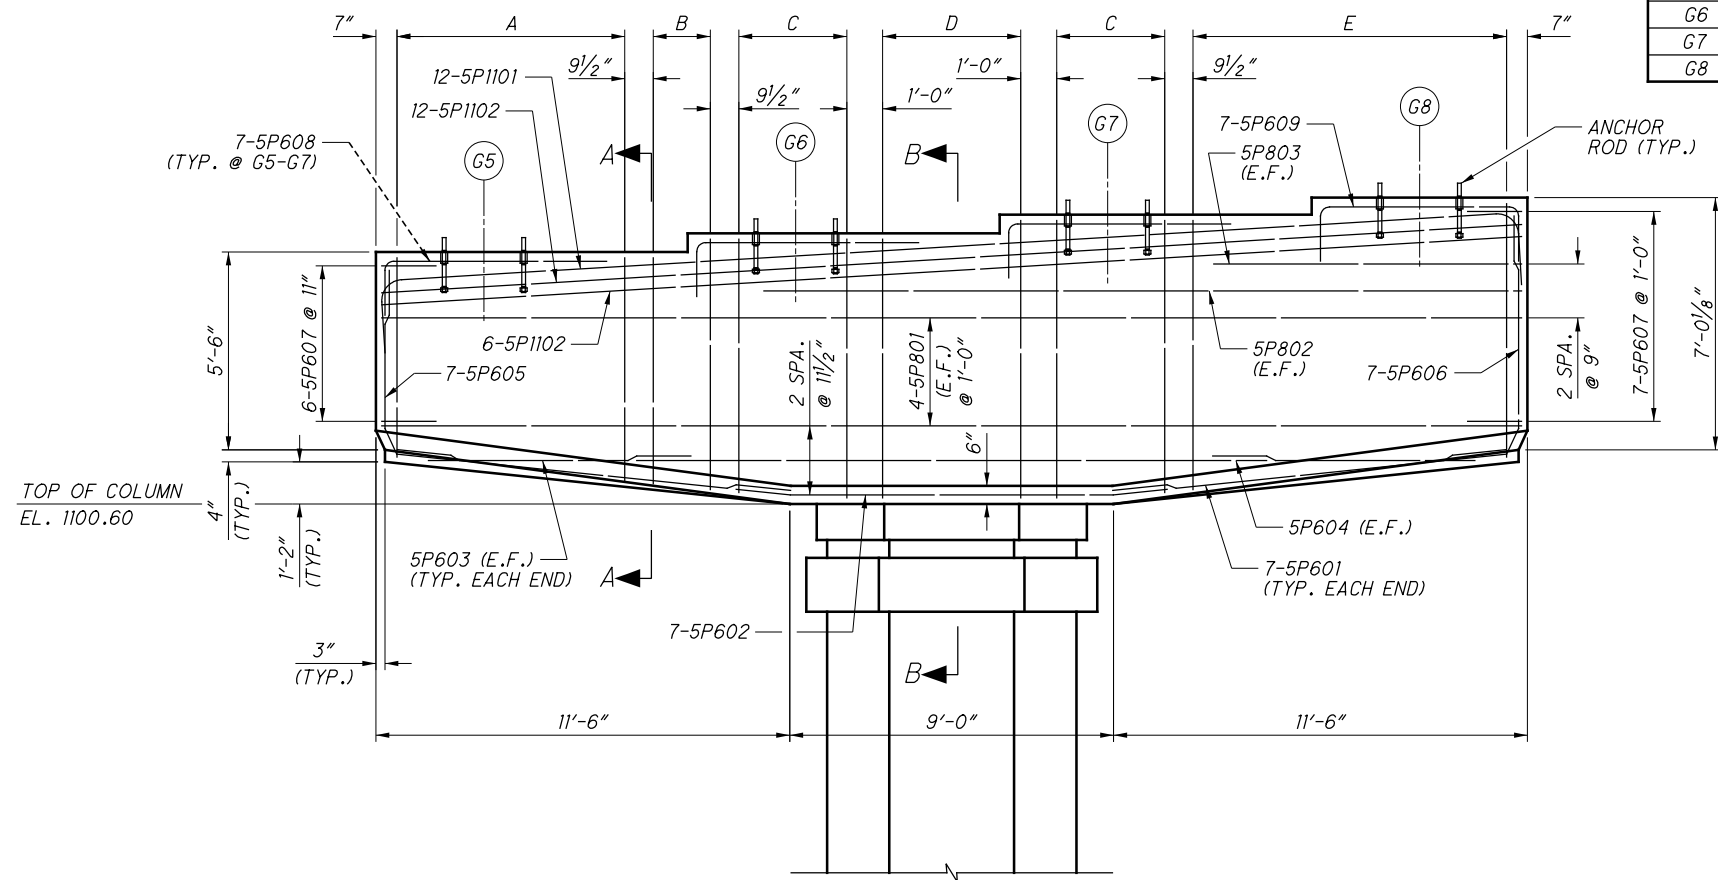 7" A B C D C E 7"
G6
G7
G8
9½"
9½"
1'-0"
1'-0"
9½"
12-5P1101
12-5P1102
7-5P608
(TYP. @ G5-G7)
G5
A
G6
B
G7
7-5P609
G8
5P803
(E.F.)
ANCHOR
ROD (TYP.)
5'-6"
6-5P607 @ 11"
6-5P1102
7-5P605
2 SPA.
@ 11½"
4-5P801
(E.F.)
@ 1'-0"
5P802
(E.F.)
7-5P606
2 SPA.
@ 9"
7-5P607 @ 1'-0"
7'-0⅛"
6"
TOP OF COLUMN
EL. 1100.60
4"
(TYP.)
1'-2"
(TYP.)
5P603 (E.F.)
(TYP. EACH END)
A
5P604 (E.F.)
7-5P601
(TYP. EACH END)
7-5P602
3"
(TYP.)
B
11'-6"
9'-0"
11'-6"